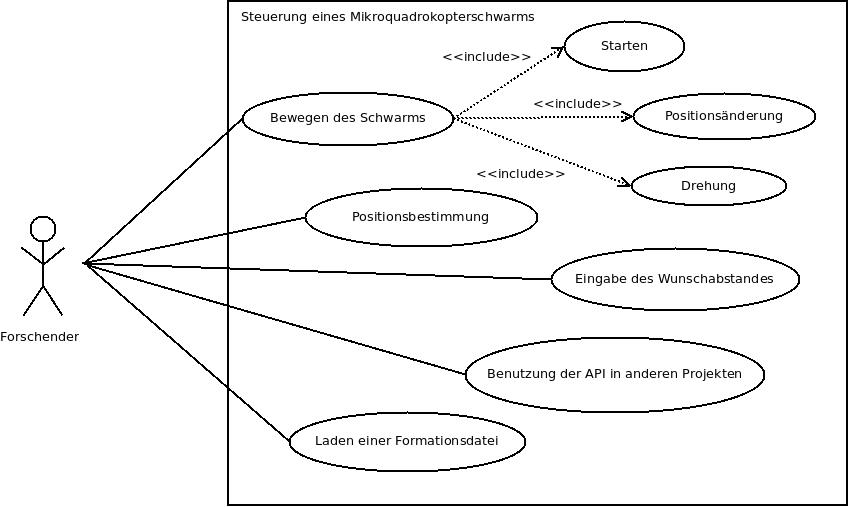 Steuerung eines Mikroquadrokopterschwarms
Starten
<<include>>
<<include>>
Positionsänderung
Bewegen des Schwarms
<<include>>
Drehung
Positionsbestimmung
Eingabe des Wunschabstandes
Forschender
Benutzung der API in anderen Projekten
Laden einer Formationsdatei